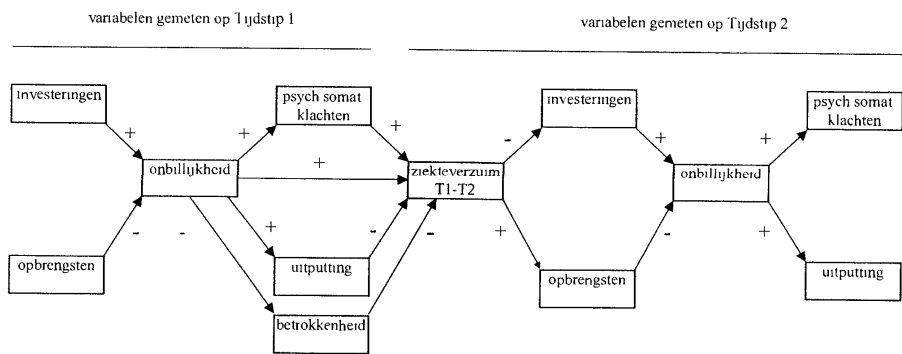 variabelen gemeten op Tijdstip 1
variabelen gemeten op Tijdstip 2
investeringen
psych somat
klachten
investeringen
psych somat
klachten
+
+
+
-
+
+
+
onbillijkheid
ziekteverzuim
T1-T2
onbillijkheid
-
-
+
-
-
+
-
+
opbrengsten
uitputting
opbrengsten
uitputting
betrokkenheid